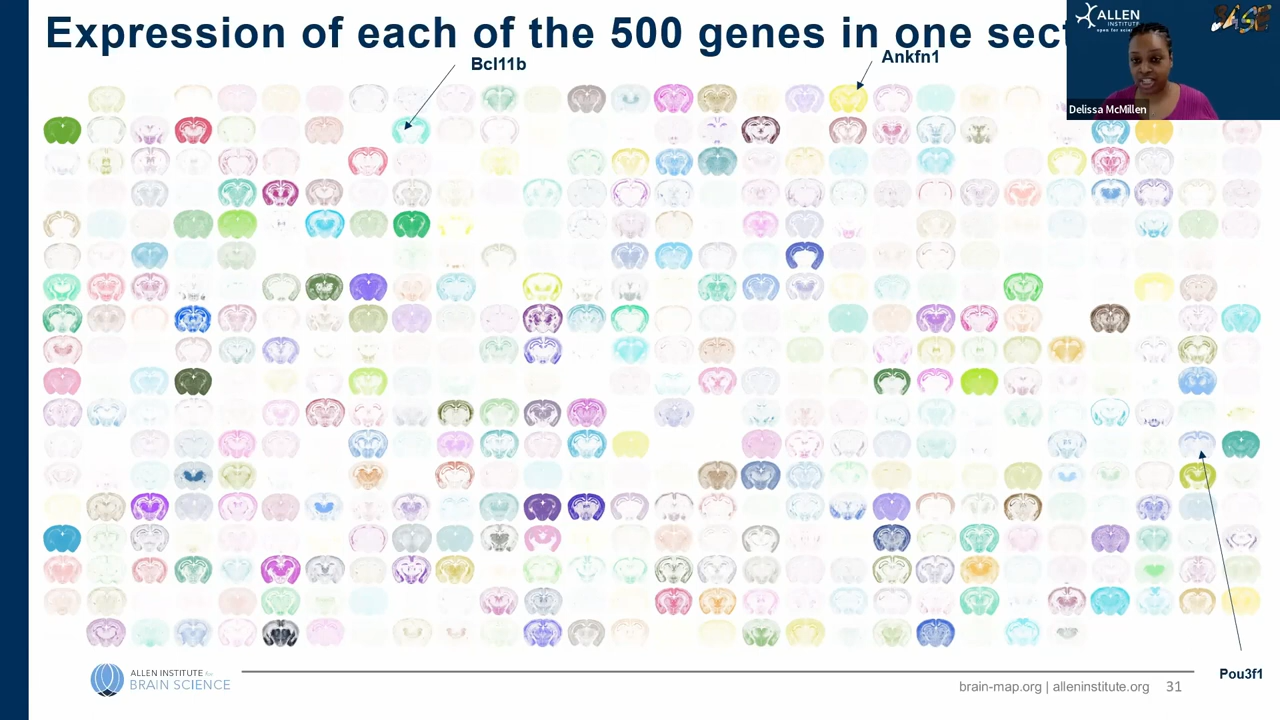 Expression of each of the 500 genes in one sect
ALLEN
INSTITUTE
Delissa McMillen
Bcl11b
Ankfn1
Pou3f1
ALLEN INSTITUTE for
BRAIN SCIENCE
brain-map.org | alleninstitute.org 31